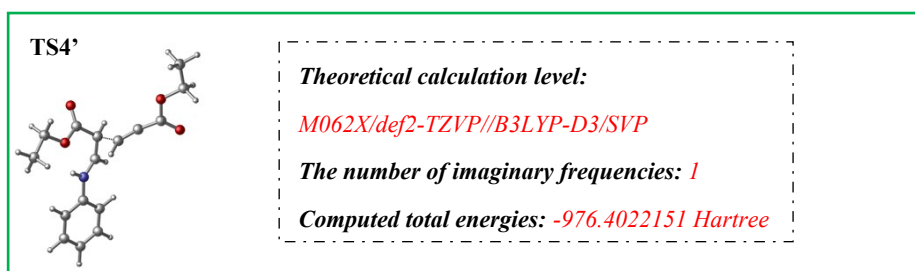 TS4’
Theoretical calculation level:
M062X/def2-TZVP//B3LYP-D3/SVP
The number of imaginary frequencies: 1
Computed total energies: -976.4022151 Hartree